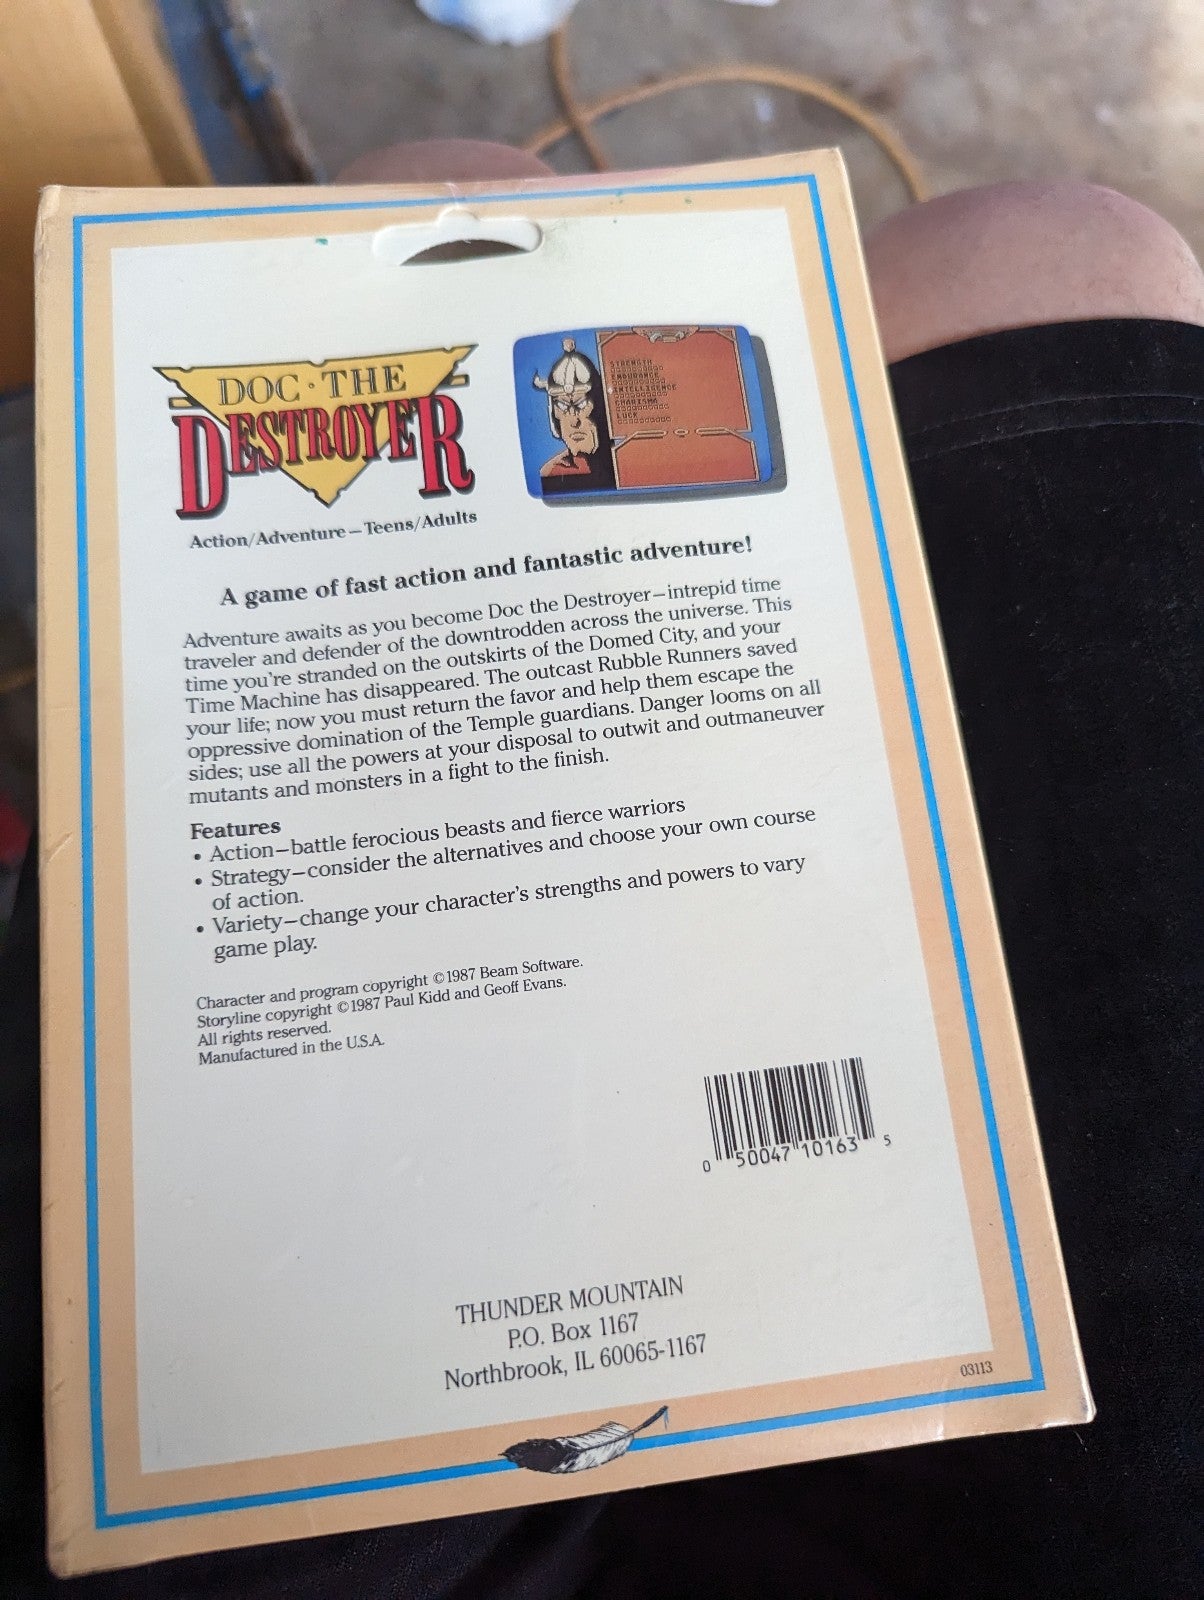 DOC · THE
DESTROYER
Action/Adventure—Teens/Adults
STRENGTH
ENDURANCE
INTELLIGENCE
CHARISMA
LUCK
A game of fast action and fantastic adventure!
Adventure awaits as you become Doc the Destroyer—intrepid time
traveler and defender of the downtrodden across the universe. This
time you're stranded on the outskirts of the Domed City, and your
Time Machine has disappeared. The outcast Rubble Runners saved
your life; now you must return the favor and help them escape the
oppressive domination of the Temple guardians. Danger looms on all
sides; use all the powers at your disposal to outwit and outmaneuver
mutants and monsters in a fight to the finish.
Features
• Action—battle ferocious beasts and fierce warriors
• Strategy—consider the alternatives and choose your own course
of action.
• Variety—change your character's strengths and powers to vary
game play.
Character and program copyright ©1987 Beam Software.
Storyline copyright ©1987 Paul Kidd and Geoff Evans.
All rights reserved.
Manufactured in the U.S.A.
0 50047 10163 5
THUNDER MOUNTAIN
P.O. Box 1167
Northbrook, IL 60065-1167
03113